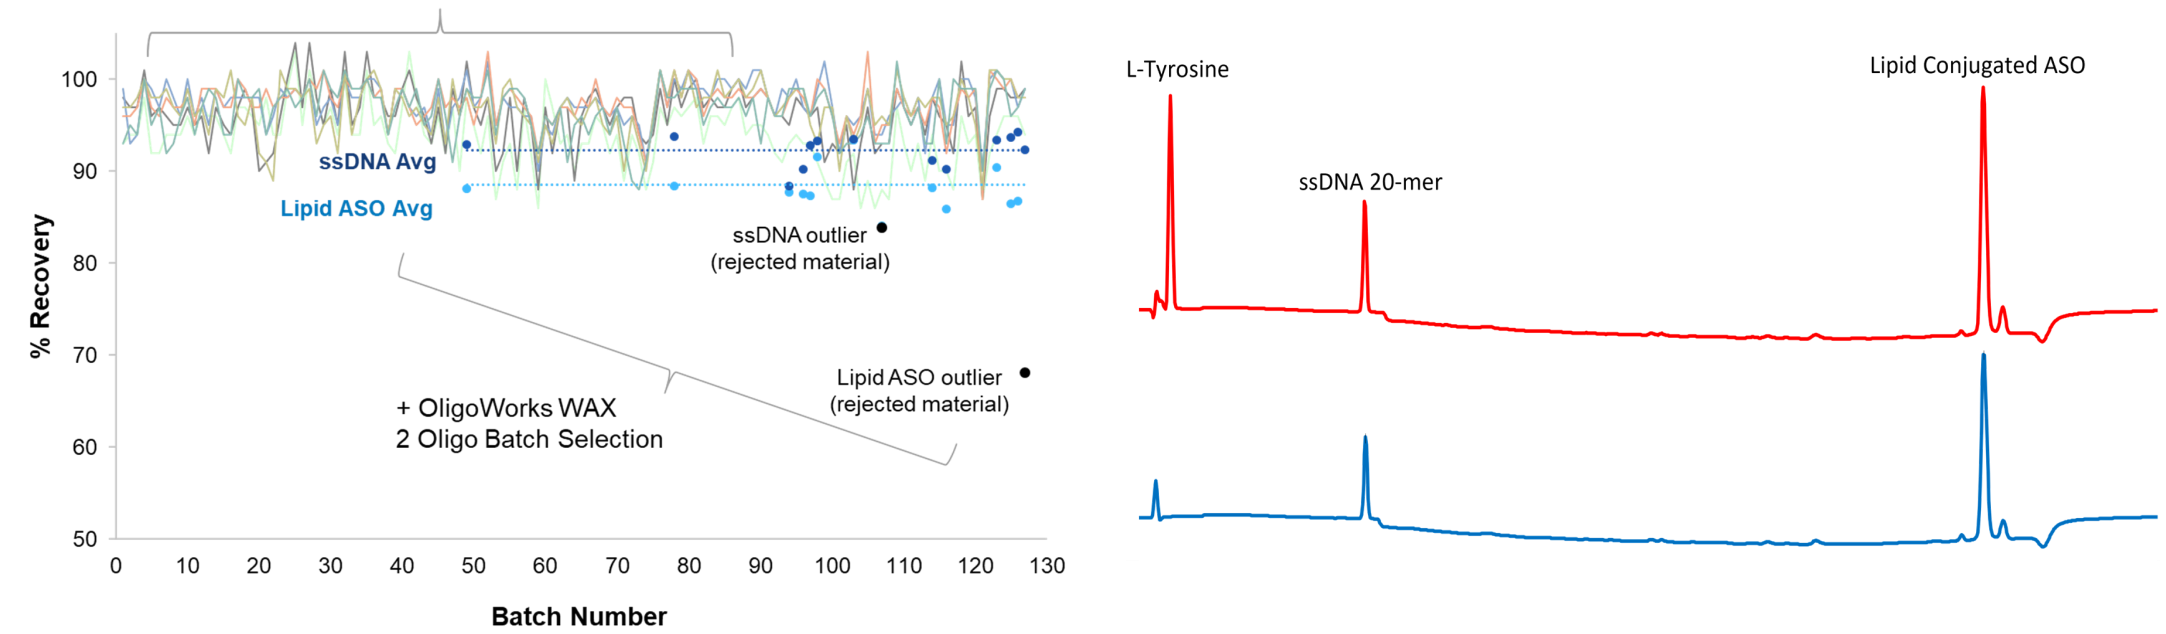 100
90
80
70
60
50
% Recovery
ssDNA Avg
Lipid ASO Avg
ssDNA outlier
(rejected material)
Lipid ASO outlier
(rejected material)
+ OligoWorks WAX
2 Oligo Batch Selection
0 10 20 30 40 50 60 70 80 90 100 110 120 130
Batch Number
L-Tyrosine
ssDNA 20-mer
Lipid Conjugated ASO